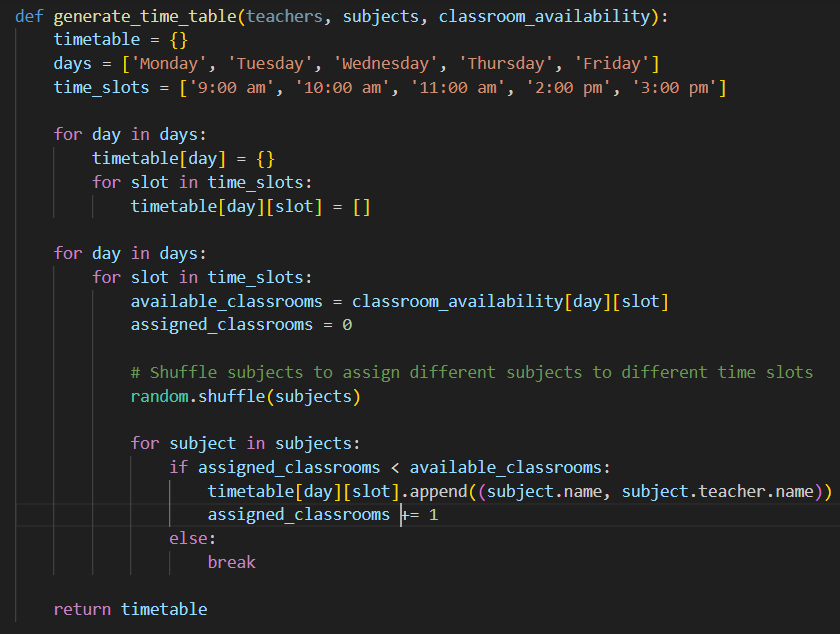 def generate_time_table(teachers, subjects, classroom_availability):
    timetable = {}
    days = ['Monday', 'Tuesday', 'Wednesday', 'Thursday', 'Friday']
    time_slots = ['9:00 am', '10:00 am', '11:00 am', '2:00 pm', '3:00 pm']

    for day in days:
        timetable[day] = {}
        for slot in time_slots:
            timetable[day][slot] = []

    for day in days:
        for slot in time_slots:
            available_classrooms = classroom_availability[day][slot]
            assigned_classrooms = 0

            # Shuffle subjects to assign different subjects to different time slots
            random.shuffle(subjects)

            for subject in subjects:
                if assigned_classrooms < available_classrooms:
                    timetable[day][slot].append((subject.name, subject.teacher.name))
                    assigned_classrooms += 1
                else:
                    break

    return timetable